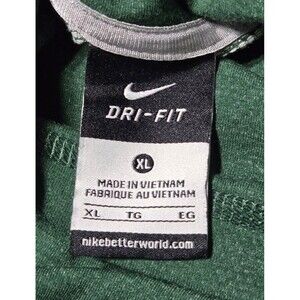 DRI-FIT
XL
MADE IN VIETNAM
FABRIQUE AU VIETNAM
XL TG EG
nikebetterworld.com